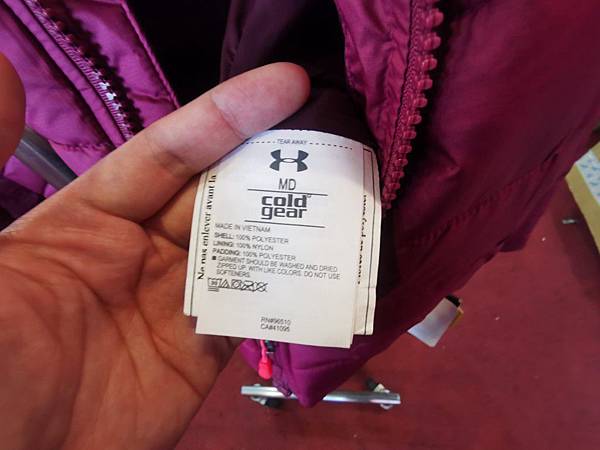 TEAR AWAY
MD
cold
gear
MADE IN VIETNAM
SHELL: 100% POLYESTER
LINING: 100% NYLON
PADDING: 100% POLYESTER
■ GARMENT SHOULD BE WASHED AND DRIED
ZIPPED UP. WITH LIKE COLORS. DO NOT USE
SOFTENERS.
RN#96510
CA#41095
Ne pas enlever avant la